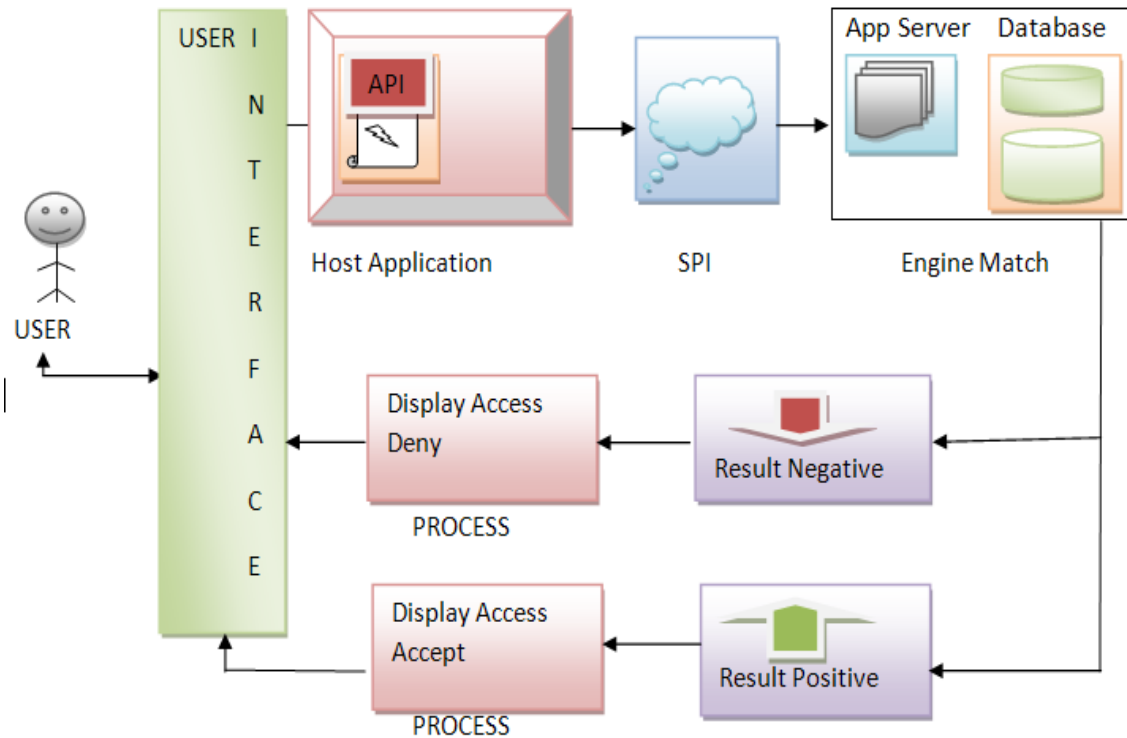 USER INTERFACE
API
App Server
Database
USER
Host Application
SPI
Engine Match
Display Access
Deny
Result Negative
PROCESS
Display Access
Accept
Result Positive
PROCESS